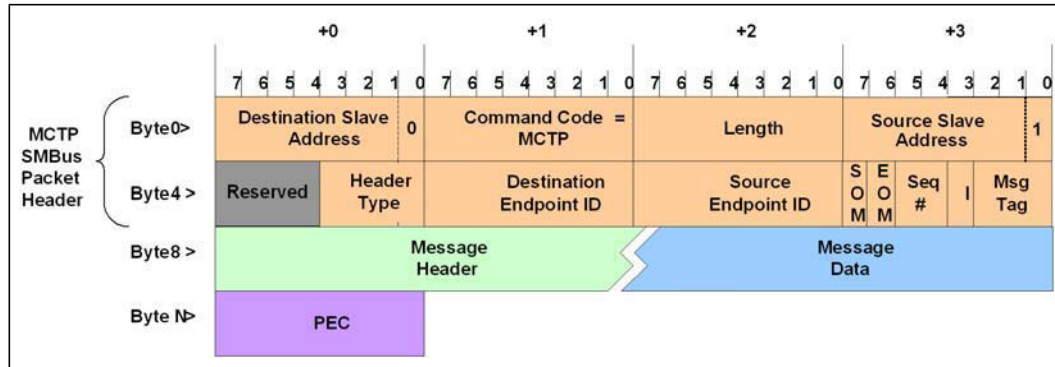 +0 +1 +2 +3
7 6 5 4 3 2 1 0 7 6 5 4 3 2 1 0 7 6 5 4 3 2 1 0 7 6 5 4 3 2 1 0
MCTP
SMBus
Packet
Header
Byte0>
Destination Slave
Address
0
Command Code =
MCTP
Length
Source Slave
Address
1
Byte4 >
Reserved
Header
Type
Destination
Endpoint ID
Source
Endpoint ID
SOM
EOM
Seq
#
I
Msg
Tag
Byte8 >
Message
Header
Message
Data
Byte N>
PEC